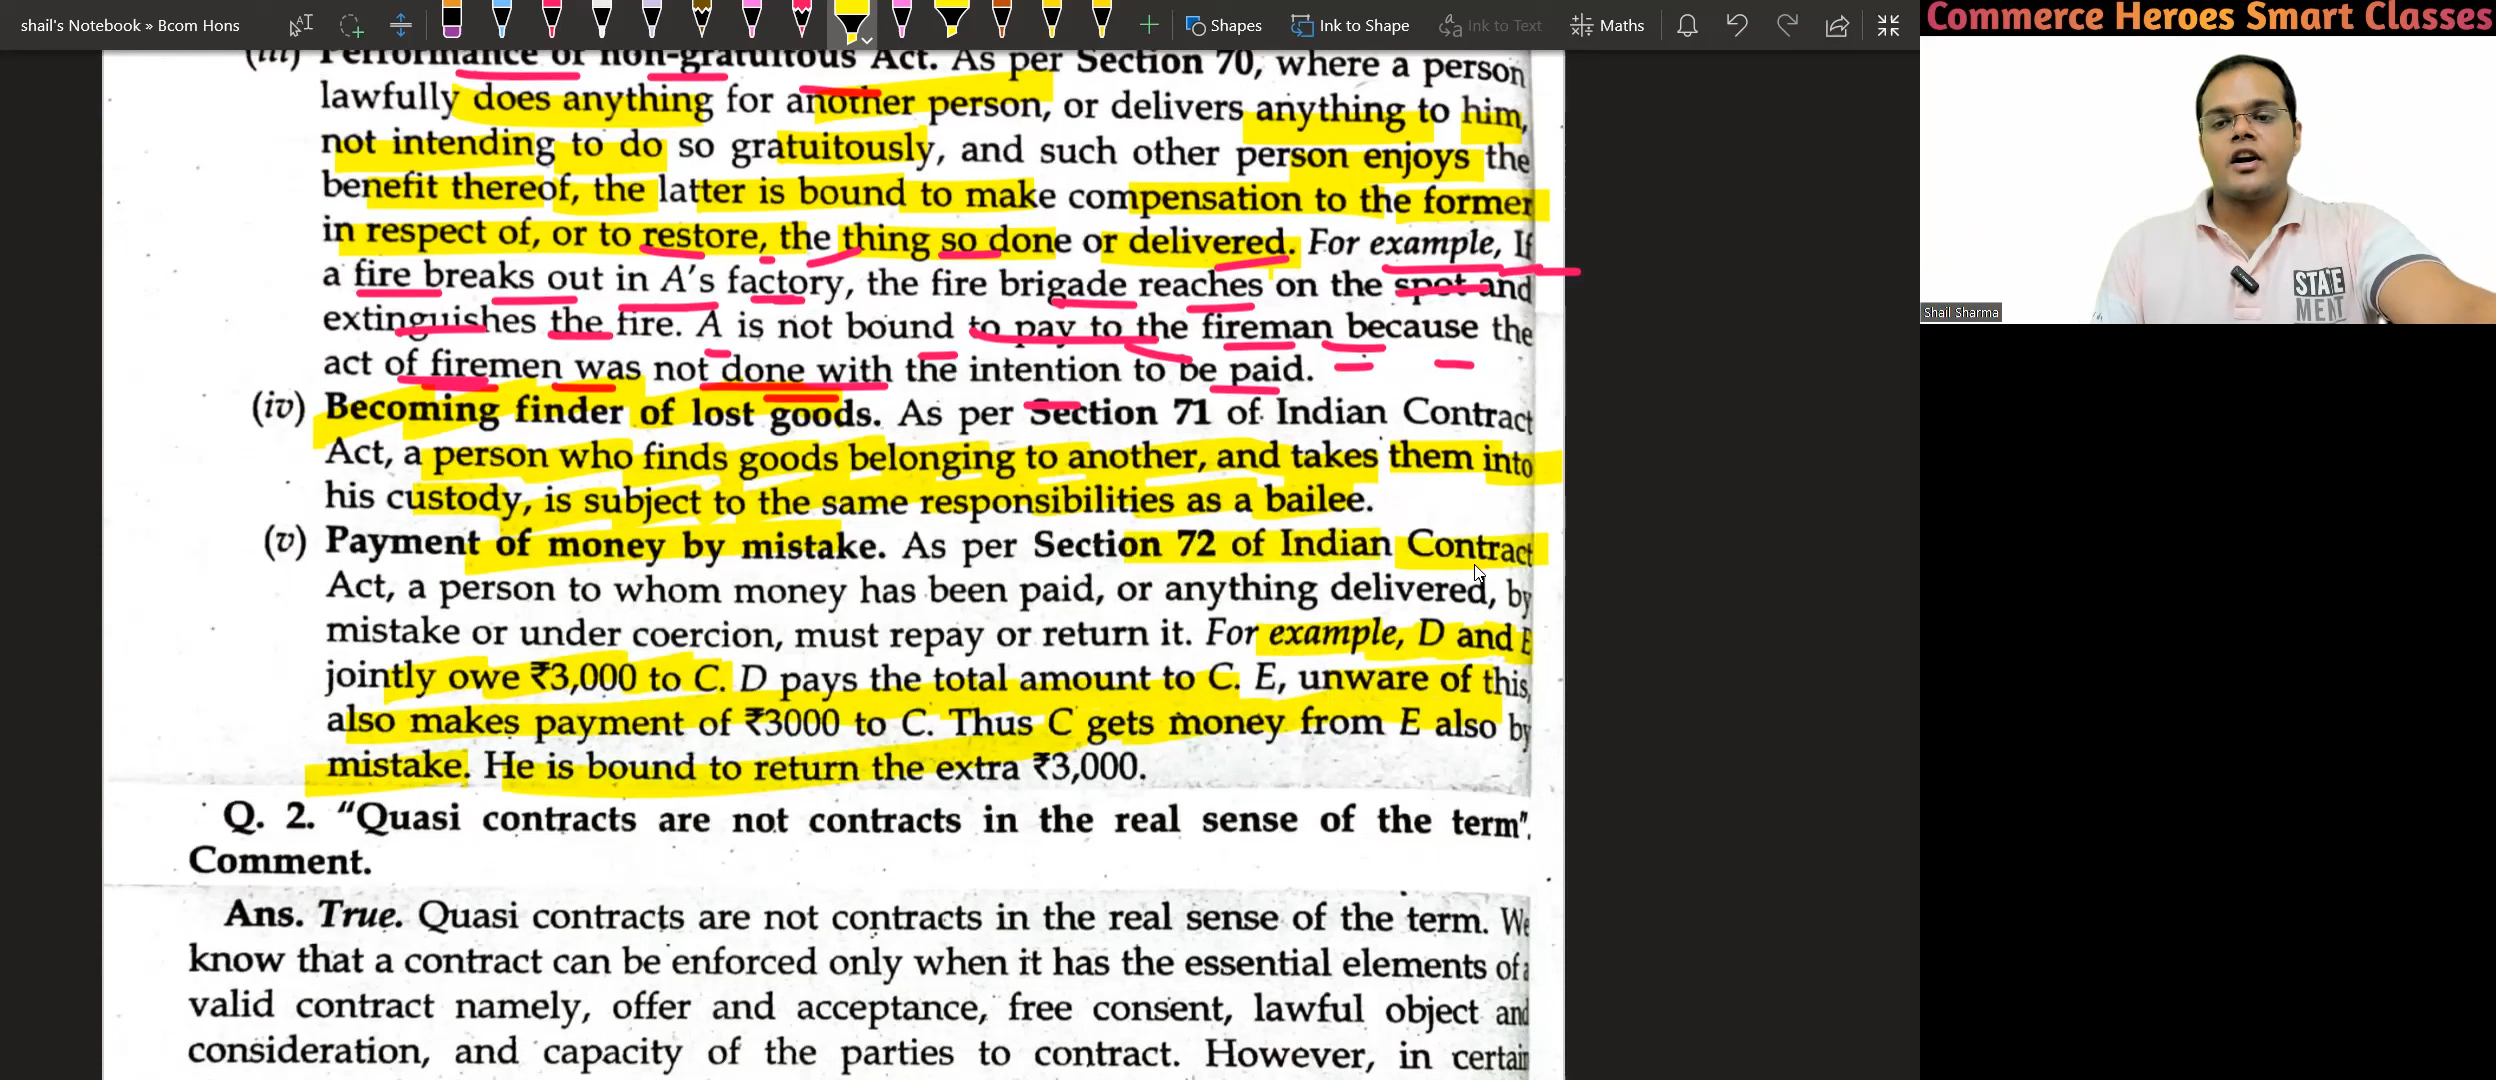 shail's Notebook » Bcom Hons
Shapes
Ink to Shape
Ink to Text
Maths
Commerce Heroes Smart Classes
(iii) Performance of non-gratuitous Act. As per Section 70, where a person
lawfully does anything for another person, or delivers anything to him,
not intending to do so gratuitously, and such other person enjoys the
benefit thereof, the latter is bound to make compensation to the former
in respect of, or to restore, the thing so done or delivered. For example, If
a fire breaks out in A's factory, the fire brigade reaches on the spot and
extinguishes the fire. A is not bound to pay to the fireman because the
act of firemen was not done with the intention to be paid.
(iv) Becoming finder of lost goods. As per Section 71 of Indian Contract
Act, a person who finds goods belonging to another, and takes them into
his custody, is subject to the same responsibilities as a bailee.
(v) Payment of money by mistake. As per Section 72 of Indian Contract
Act, a person to whom money has been paid, or anything delivered, by
mistake or under coercion, must repay or return it. For example, D and E
jointly owe ₹3,000 to C. D pays the total amount to C. E, unware of this,
also makes payment of ₹3000 to C. Thus C gets money from E also by
mistake. He is bound to return the extra ₹3,000.
Q. 2. “Quasi contracts are not contracts in the real sense of the term”.
Comment.
Ans. True. Quasi contracts are not contracts in the real sense of the term. We
know that a contract can be enforced only when it has the essential elements of a
valid contract namely, offer and acceptance, free consent, lawful object and
consideration, and capacity of the parties to contract. However, in certain
STATE
MENT
Shail Sharma